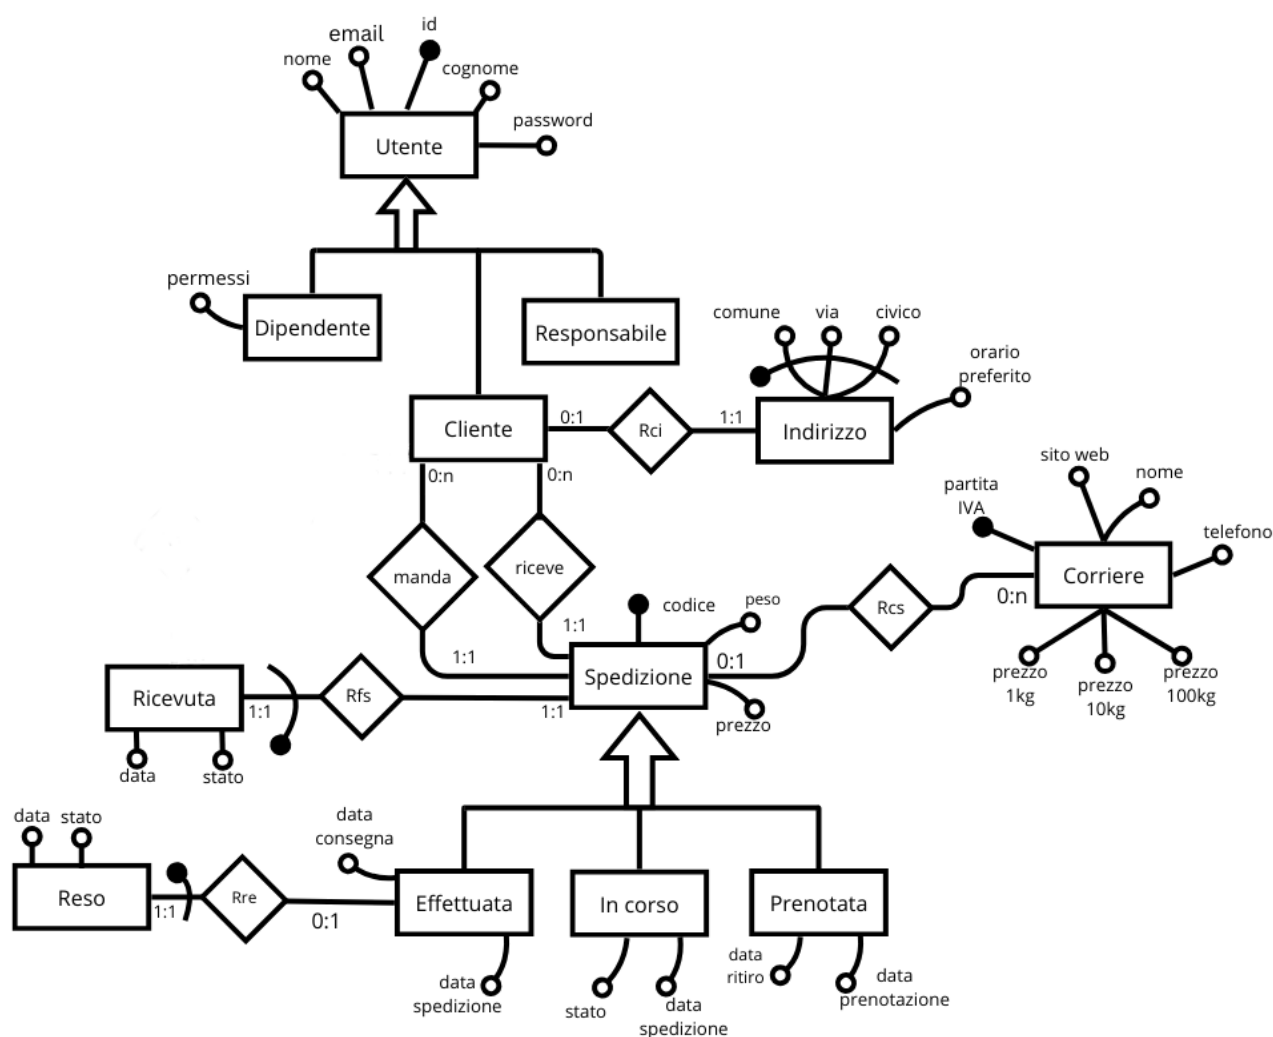 id
email
nome
cognome
password
Utente
permessi
Dipendente
Responsabile
comune
via
civico
orario
preferito
Cliente
0:1
Rci
1:1
Indirizzo
0:n
0:n
sito web
nome
partita
IVA
telefono
manda
riceve
Corriere
0:n
Rcs
codice
peso
1:1
1:1
Spedizione
0:1
prezzo
1kg
prezzo
10kg
prezzo
100kg
Ricevuta
1:1
Rfs
1:1
prezzo
data
stato
data
stato
data
consegna
Reso
1:1
Rre
0:1
Effettuata
In corso
Prenotata
data
spedizione
stato
data
spedizione
data
ritiro
data
prenotazione